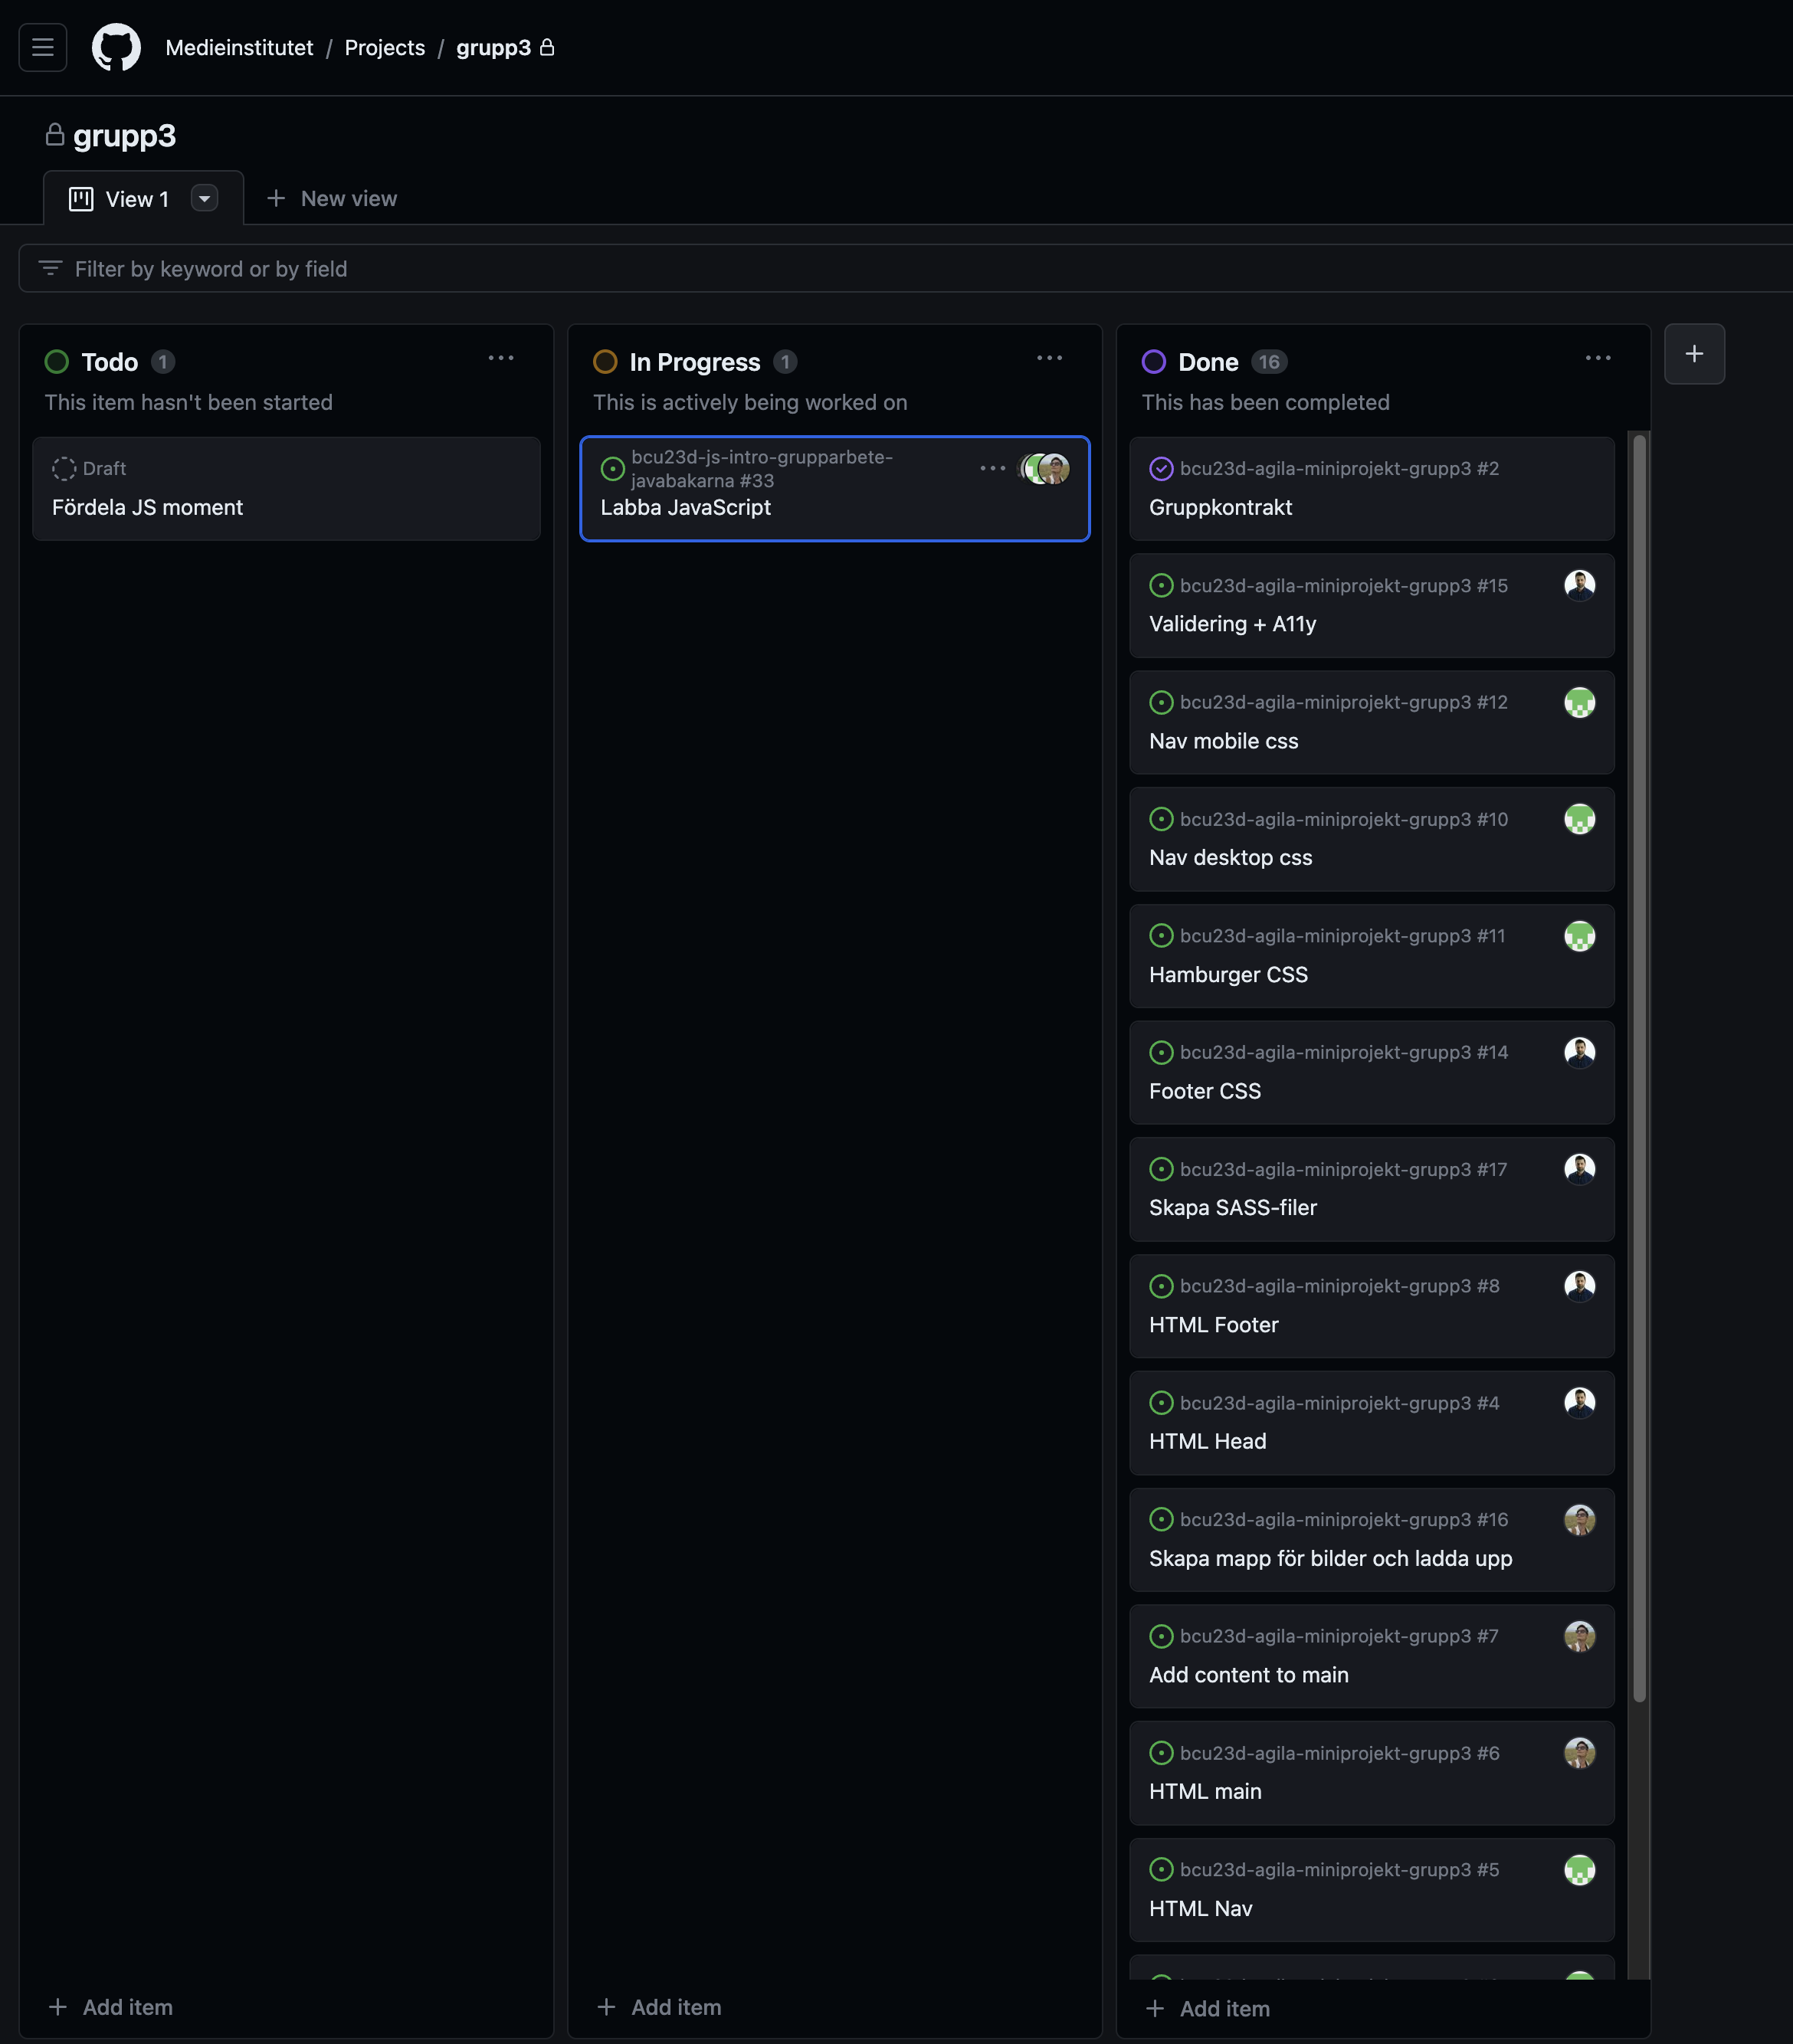 Medieinstitutet / Projects / grupp3
grupp3
View 1
New view
Filter by keyword or by field
Todo 1
This item hasn't been started
Draft
Fördela JS moment
Add item
In Progress 1
This is actively being worked on
bcu23d-js-intro-grupparbete-
javabakarna #33
Labba JavaScript
Add item
Done 16
This has been completed
bcu23d-agila-miniprojekt-grupp3 #2
Gruppkontrakt
bcu23d-agila-miniprojekt-grupp3 #15
Validering + A11y
bcu23d-agila-miniprojekt-grupp3 #12
Nav mobile css
bcu23d-agila-miniprojekt-grupp3 #10
Nav desktop css
bcu23d-agila-miniprojekt-grupp3 #11
Hamburger CSS
bcu23d-agila-miniprojekt-grupp3 #14
Footer CSS
bcu23d-agila-miniprojekt-grupp3 #17
Skapa SASS-filer
bcu23d-agila-miniprojekt-grupp3 #8
HTML Footer
bcu23d-agila-miniprojekt-grupp3 #4
HTML Head
bcu23d-agila-miniprojekt-grupp3 #16
Skapa mapp för bilder och ladda upp
bcu23d-agila-miniprojekt-grupp3 #7
Add content to main
bcu23d-agila-miniprojekt-grupp3 #6
HTML main
bcu23d-agila-miniprojekt-grupp3 #5
HTML Nav
Add item